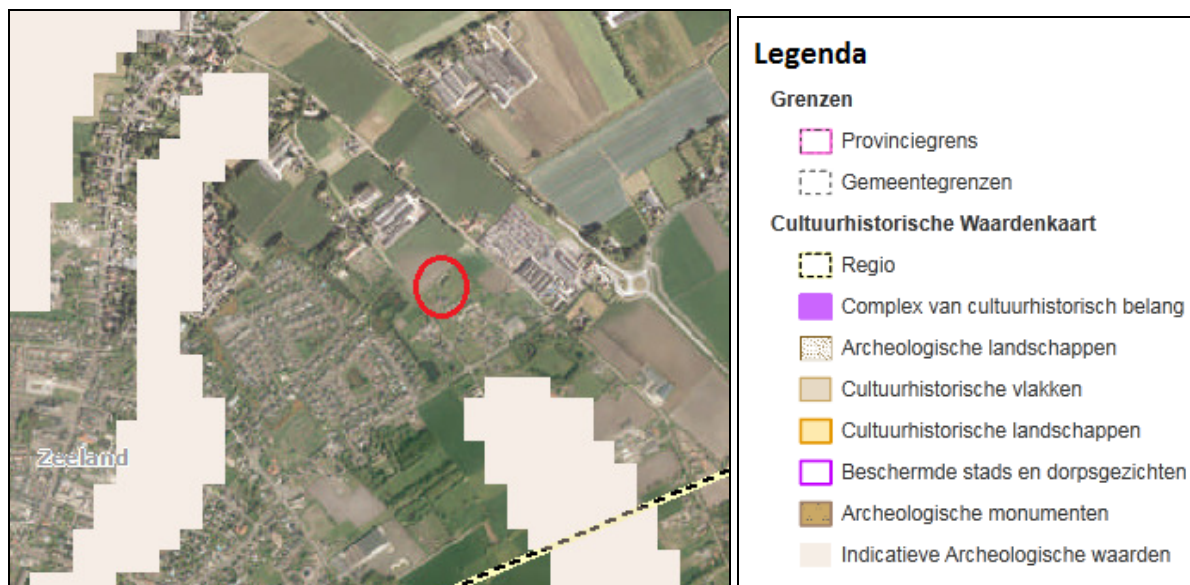 Zeeland
Legenda
Grenzen
Provinciegrens
Gemeentegrenzen
Cultuurhistorische Waardenkaart
Regio
Complex van cultuurhistorisch belang
Archeologische landschappen
Cultuurhistorische vlakken
Cultuurhistorische landschappen
Beschermde stads en dorpsgezichten
Archeologische monumenten
Indicatieve Archeologische waarden